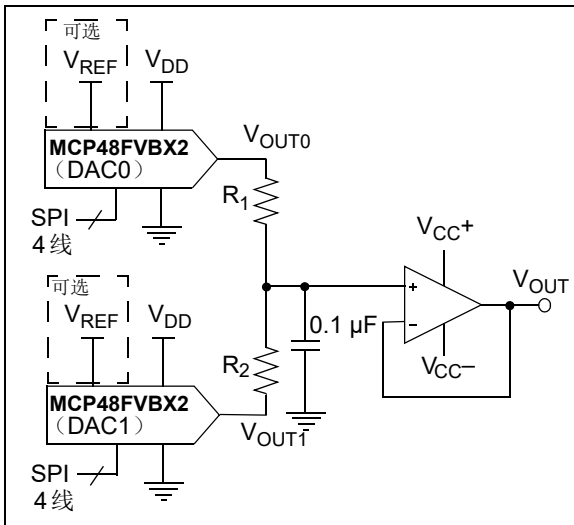 可选
VREF
VDD
MCP48FVBX2
（DAC0）
VOUT0
R1
SPI
4 线
VCC+
VOUT
+
–
VCC–
0.1 µF
可选
VREF
VDD
R2
MCP48FVBX2
（DAC1）
VOUT1
SPI
4 线